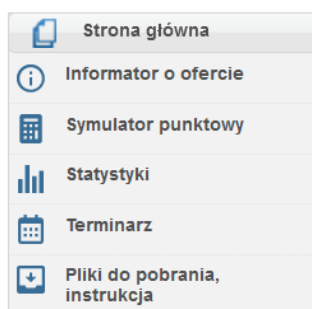 Strona główna
Informator o ofercie
Symulator punktowy
Statystyki
Terminarz
Pliki do pobrania,
instrukcja